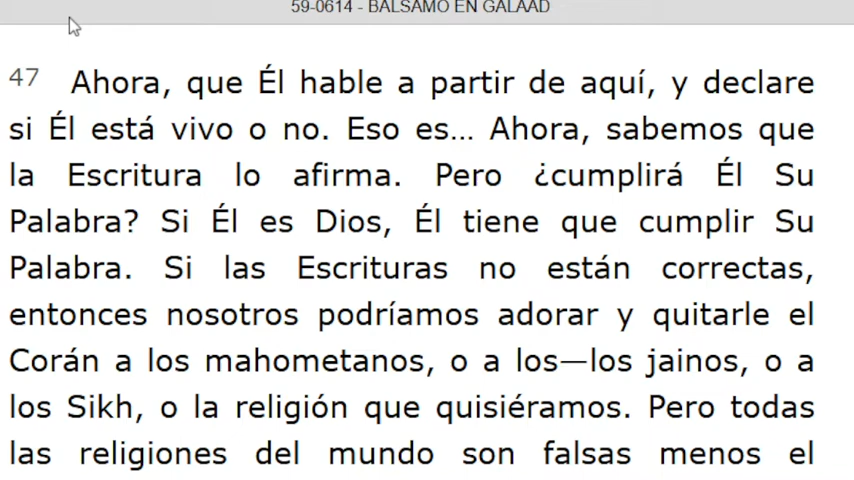 59-0614 - BALSAMO EN GALAAD
47 Ahora, que Él hable a partir de aquí, y declare
si Él está vivo o no. Eso es… Ahora, sabemos que
la Escritura lo afirma. Pero ¿cumplirá Él Su
Palabra? Si Él es Dios, Él tiene que cumplir Su
Palabra. Si las Escrituras no están correctas,
entonces nosotros podríamos adorar y quitarle el
Corán a los mahometanos, o a los—los jainos, o a
los Sikh, o la religión que quisiéramos. Pero todas
las religiones del mundo son falsas menos el